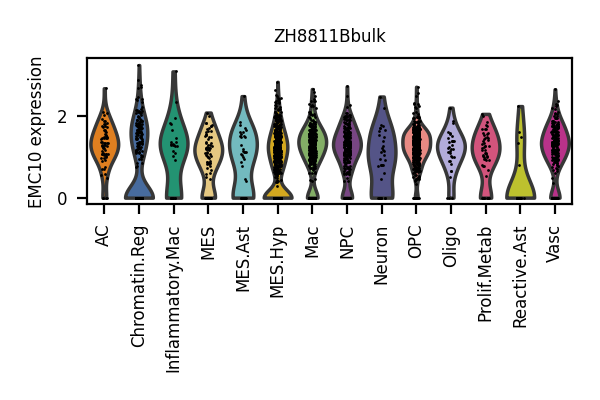 ZH8811Bbulk
EMC10 expression
2
0
AC
Chromatin.Reg
Inflammatory.Mac
MES
MES.Ast
MES.Hyp
Mac
NPC
Neuron
OPC
Oligo
Prolif.Metab
Reactive.Ast
Vasc